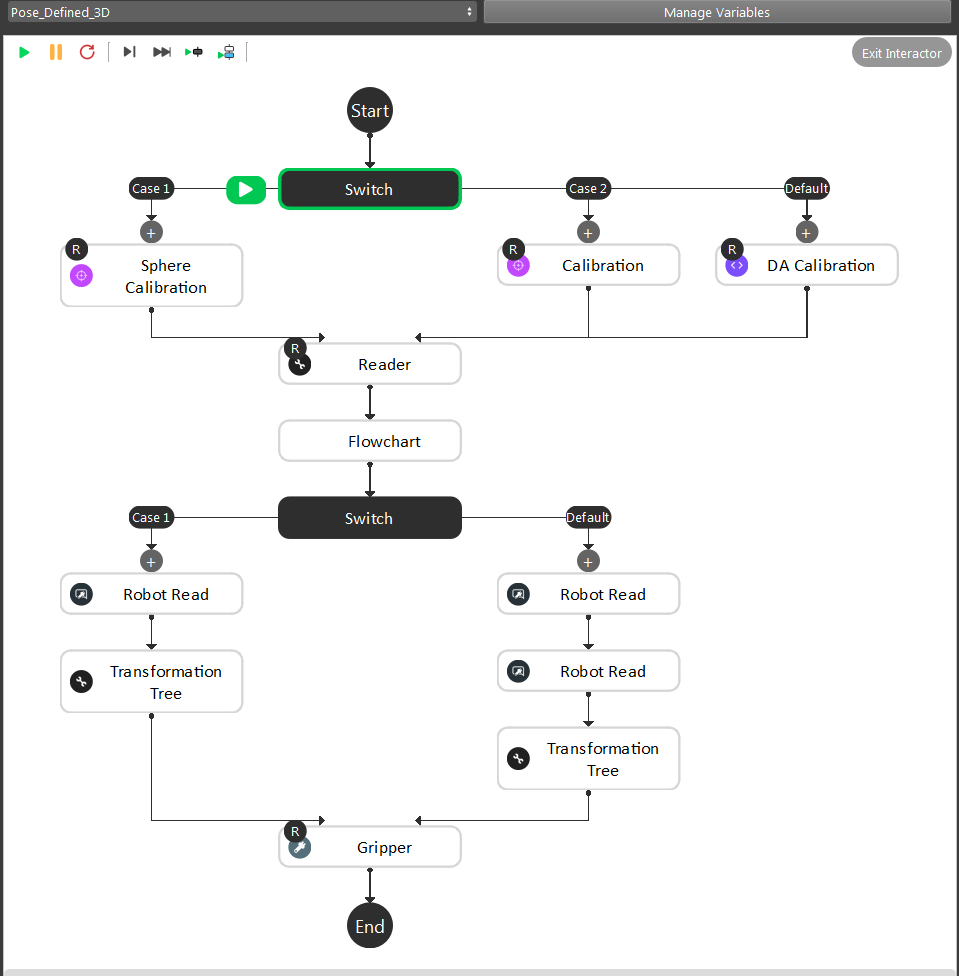 Pose_Defined_3D
Manage Variables
Exit Interactor
Start
Case 1
Switch
Case 2
Default
+
+
+
R
Sphere
Calibration
R
Calibration
R
DA Calibration
R
Reader
Flowchart
Case 1
Switch
Default
+
+
Robot Read
Robot Read
Transformation
Tree
Robot Read
Transformation
Tree
R
Gripper
End